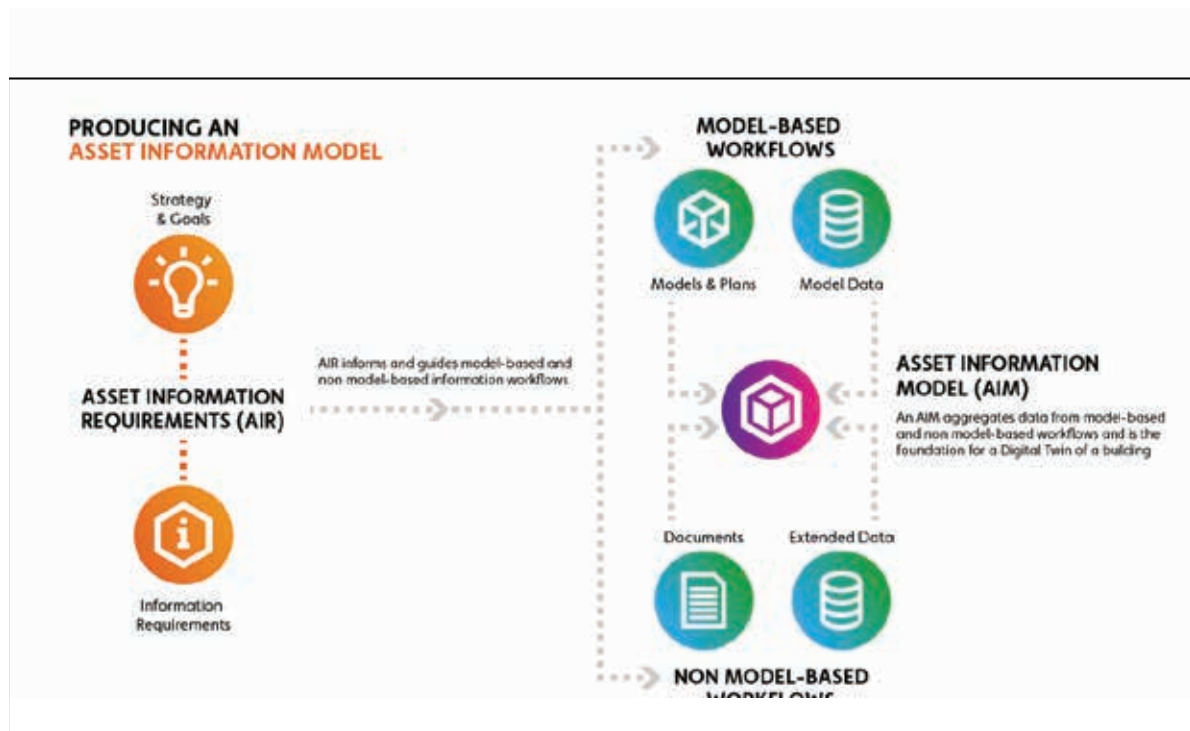 PRODUCING AN
ASSET INFORMATION MODEL
Strategy
& Goals
ASSET INFORMATION
REQUIREMENTS (AIR)
Information
Requirements
AIR informs and guides model-based and
non model-based information workflows
MODEL-BASED
WORKFLOWS
Models & Plans
Model Data
ASSET INFORMATION
MODEL (AIM)
An AIM aggregates data from model-based
and non model-based workflows and is the
foundation for a Digital Twin of a building
Documents
Extended Data
NON MODEL-BASED
WORKFLOWS